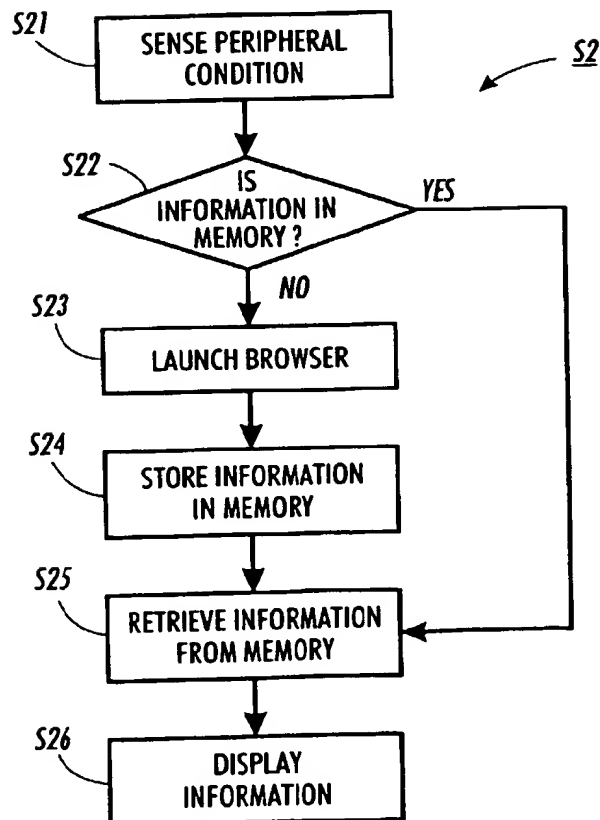 S21
SENSE PERIPHERAL
CONDITION
S2
S22
IS
INFORMATION IN
MEMORY ?
YES
NO
S23
LAUNCH BROWSER
S24
STORE INFORMATION
IN MEMORY
S25
RETRIEVE INFORMATION
FROM MEMORY
S26
DISPLAY
INFORMATION